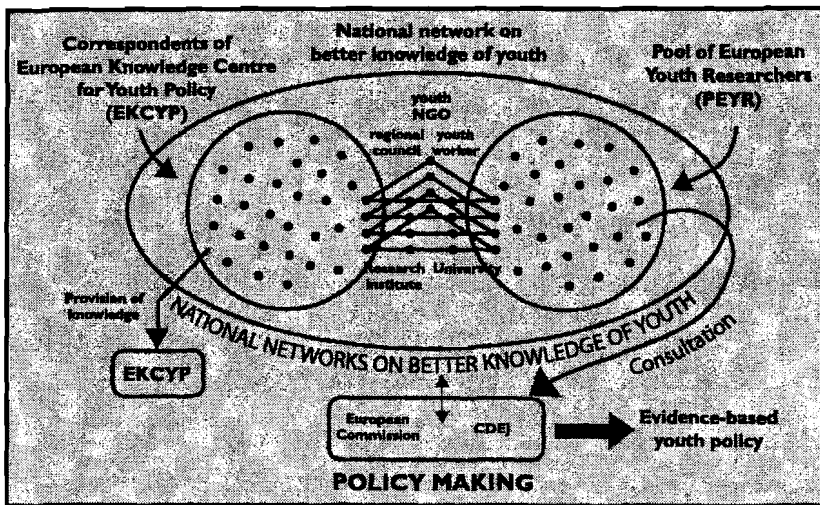 Correspondents of
European Knowledge Centre
for Youth Policy
(EKCYP)
National network on
better knowledge of youth
Pool of European
Youth Researchers
(PEYR)
youth
NGO
regional youth
council worker
Research University
Institute
Provision of
knowledge
NATIONAL NETWORKS ON BETTER KNOWLEDGE OF YOUTH
Consultation
EKCYP
European
Commission
CDEJ
Evidence-based
youth policy
POLICY MAKING